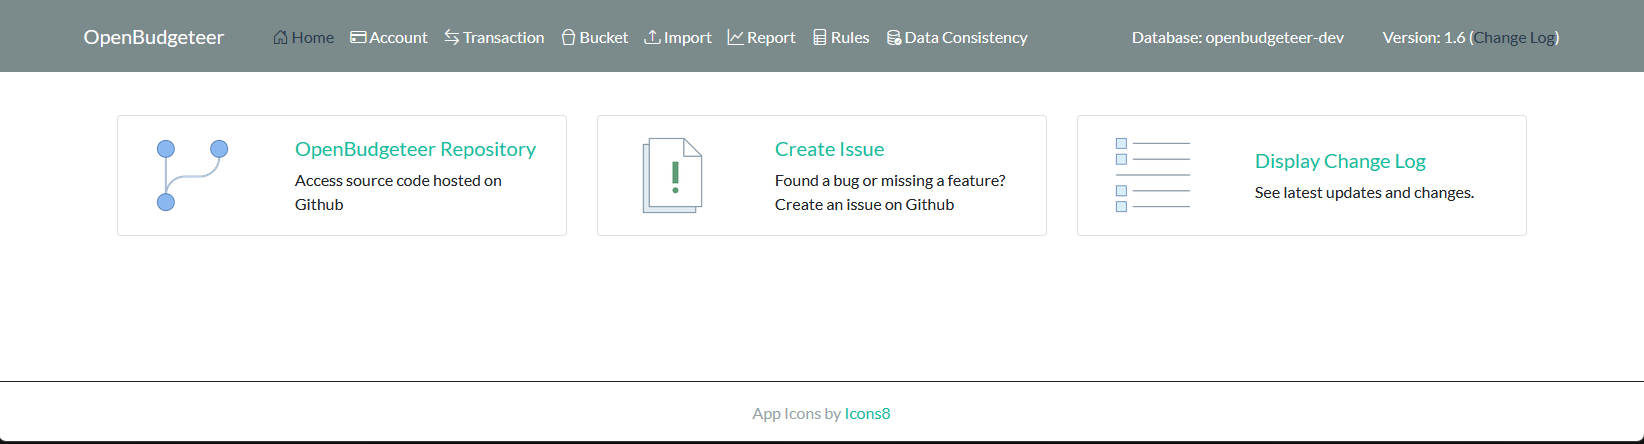 OpenBudgeteer Home Account Transaction Bucket Import Report Rules Data Consistency Database: openbudgeteer-dev Version: 1.6 (Change Log)
OpenBudgeteer Repository
Access source code hosted on
Github
Create Issue
Found a bug or missing a feature?
Create an issue on Github
Display Change Log
See latest updates and changes.
App Icons by Icons8